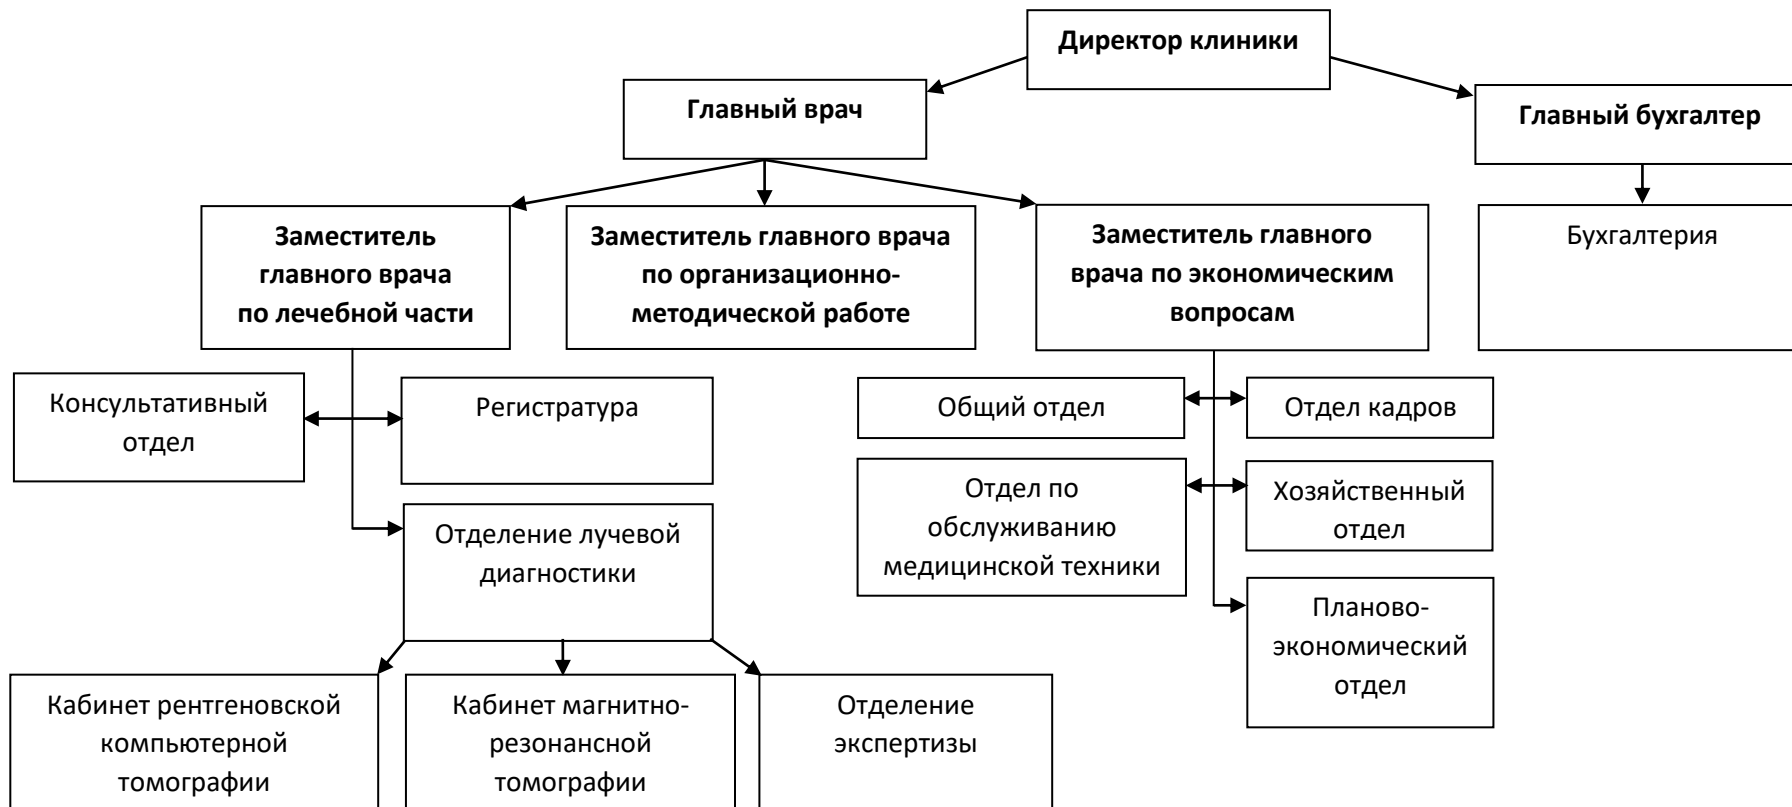 Директор клиники
Главный врач
Главный бухгалтер
Заместитель
главного врача
по лечебной части
Заместитель главного врача
по организационно-
методической работе
Заместитель главного
врача по экономическим
вопросам
Бухгалтерия
Консультативный
отдел
Регистратура
Общий отдел
Отдел кадров
Отдел по
обслуживанию
медицинской техники
Хозяйственный
отдел
Отделение лучевой
диагностики
Планово-
экономический
отдел
Кабинет рентгеновской
компьютерной
томографии
Кабинет магнитно-
резонансной
томографии
Отделение
экспертизы